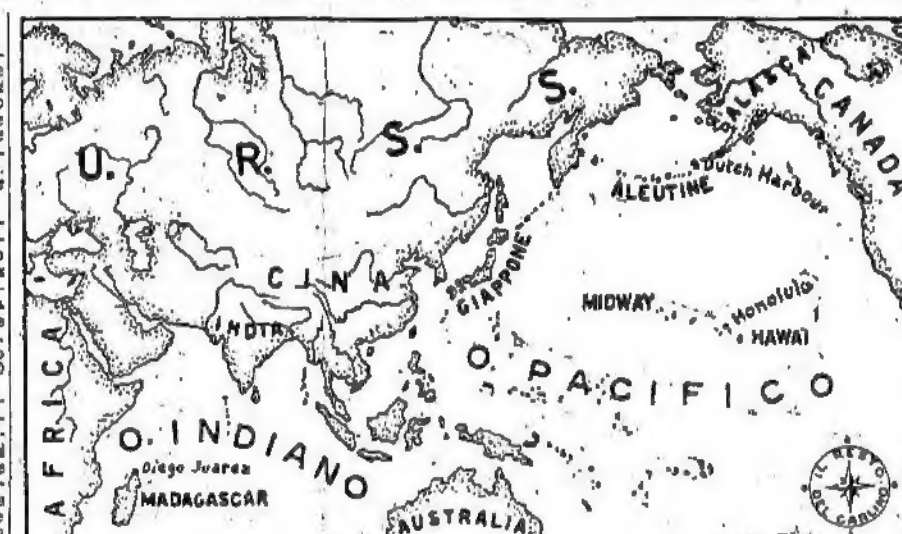 U. R. S. S.
ALASCA
CANADA
ALEUTINE
Dutch Harbour
CINA
GIAPPONE
MIDWAY
Honolulu
HAWAI
INDIA
O. PACIFICO
AFRICA
O. INDIANO
Diego Juarez
MADAGASCAR
AUSTRALIA
IL RESTO
DEL CARLINO